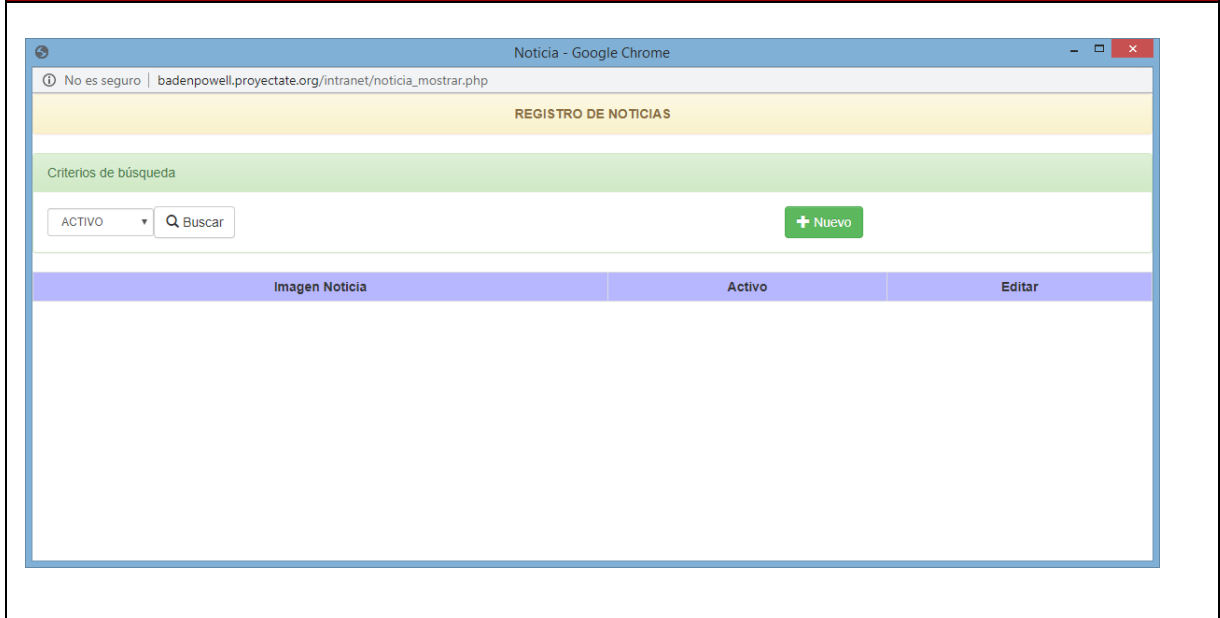 Noticia - Google Chrome
No es seguro | badenpowell.proyectate.org/intranet/noticia_mostrar.php
REGISTRO DE NOTICIAS
Criterios de búsqueda
ACTIVO Buscar Nuevo
Imagen Noticia Activo Editar